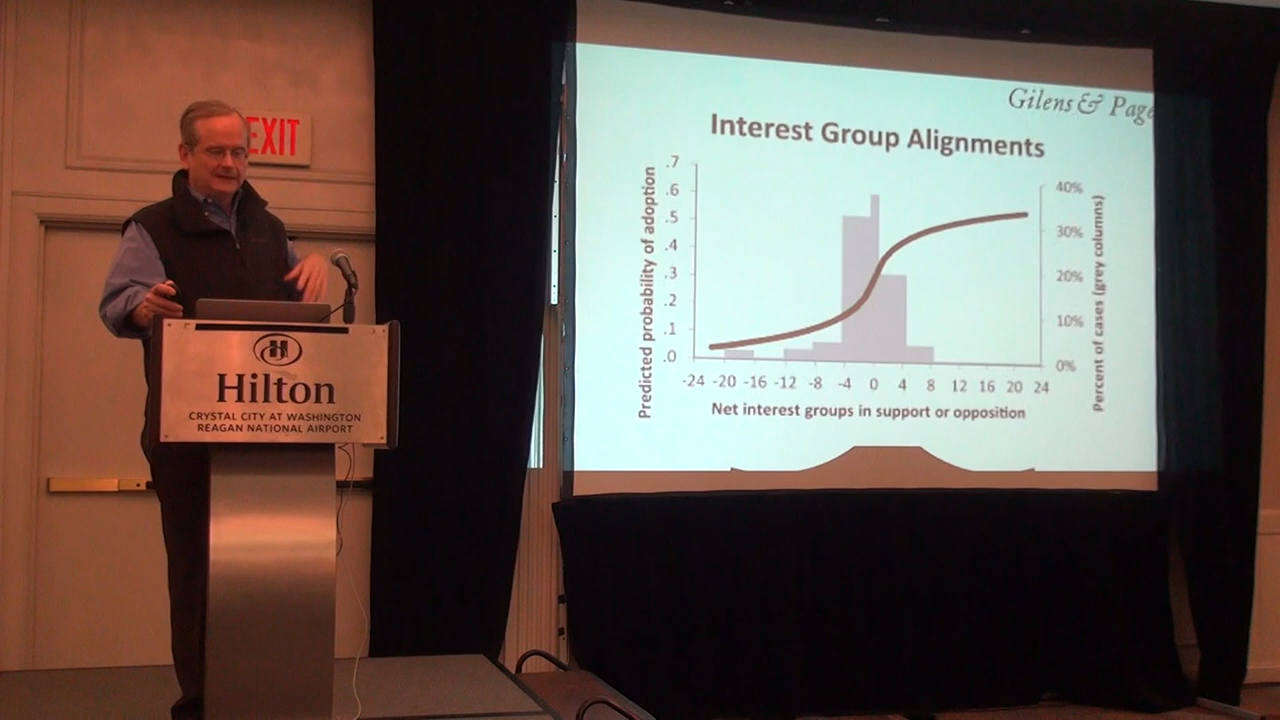 EXIT
Hilton
CRYSTAL CITY AT WASHINGTON
REAGAN NATIONAL AIRPORT
Gilens & Page
Interest Group Alignments
Predicted probability of adoption
.7
.6
.5
.4
.3
.2
.1
.0
40%
30%
20%
10%
0%
Percent of cases (grey columns)
-24 -20 -16 -12 -8 -4 0 4 8 12 16 20 24
Net interest groups in support or opposition